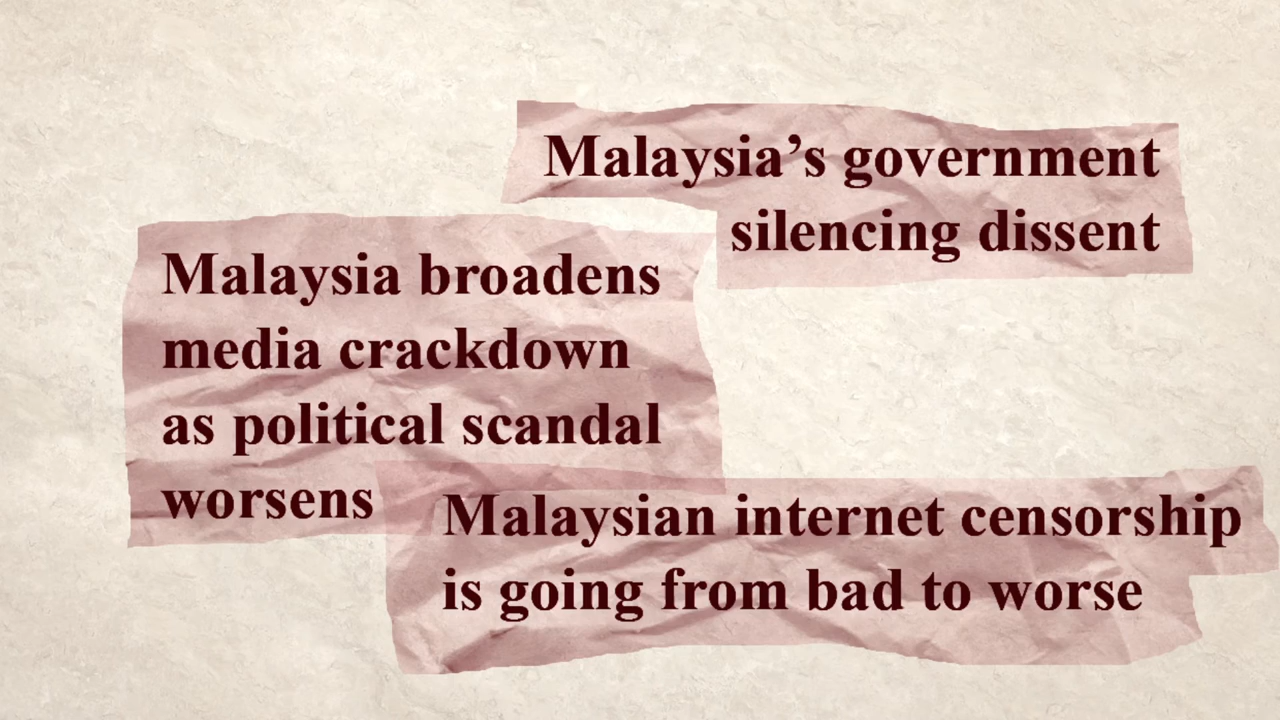 Malaysia’s government
silencing dissent
Malaysia broadens
media crackdown
as political scandal
worsens
Malaysian internet censorship
is going from bad to worse